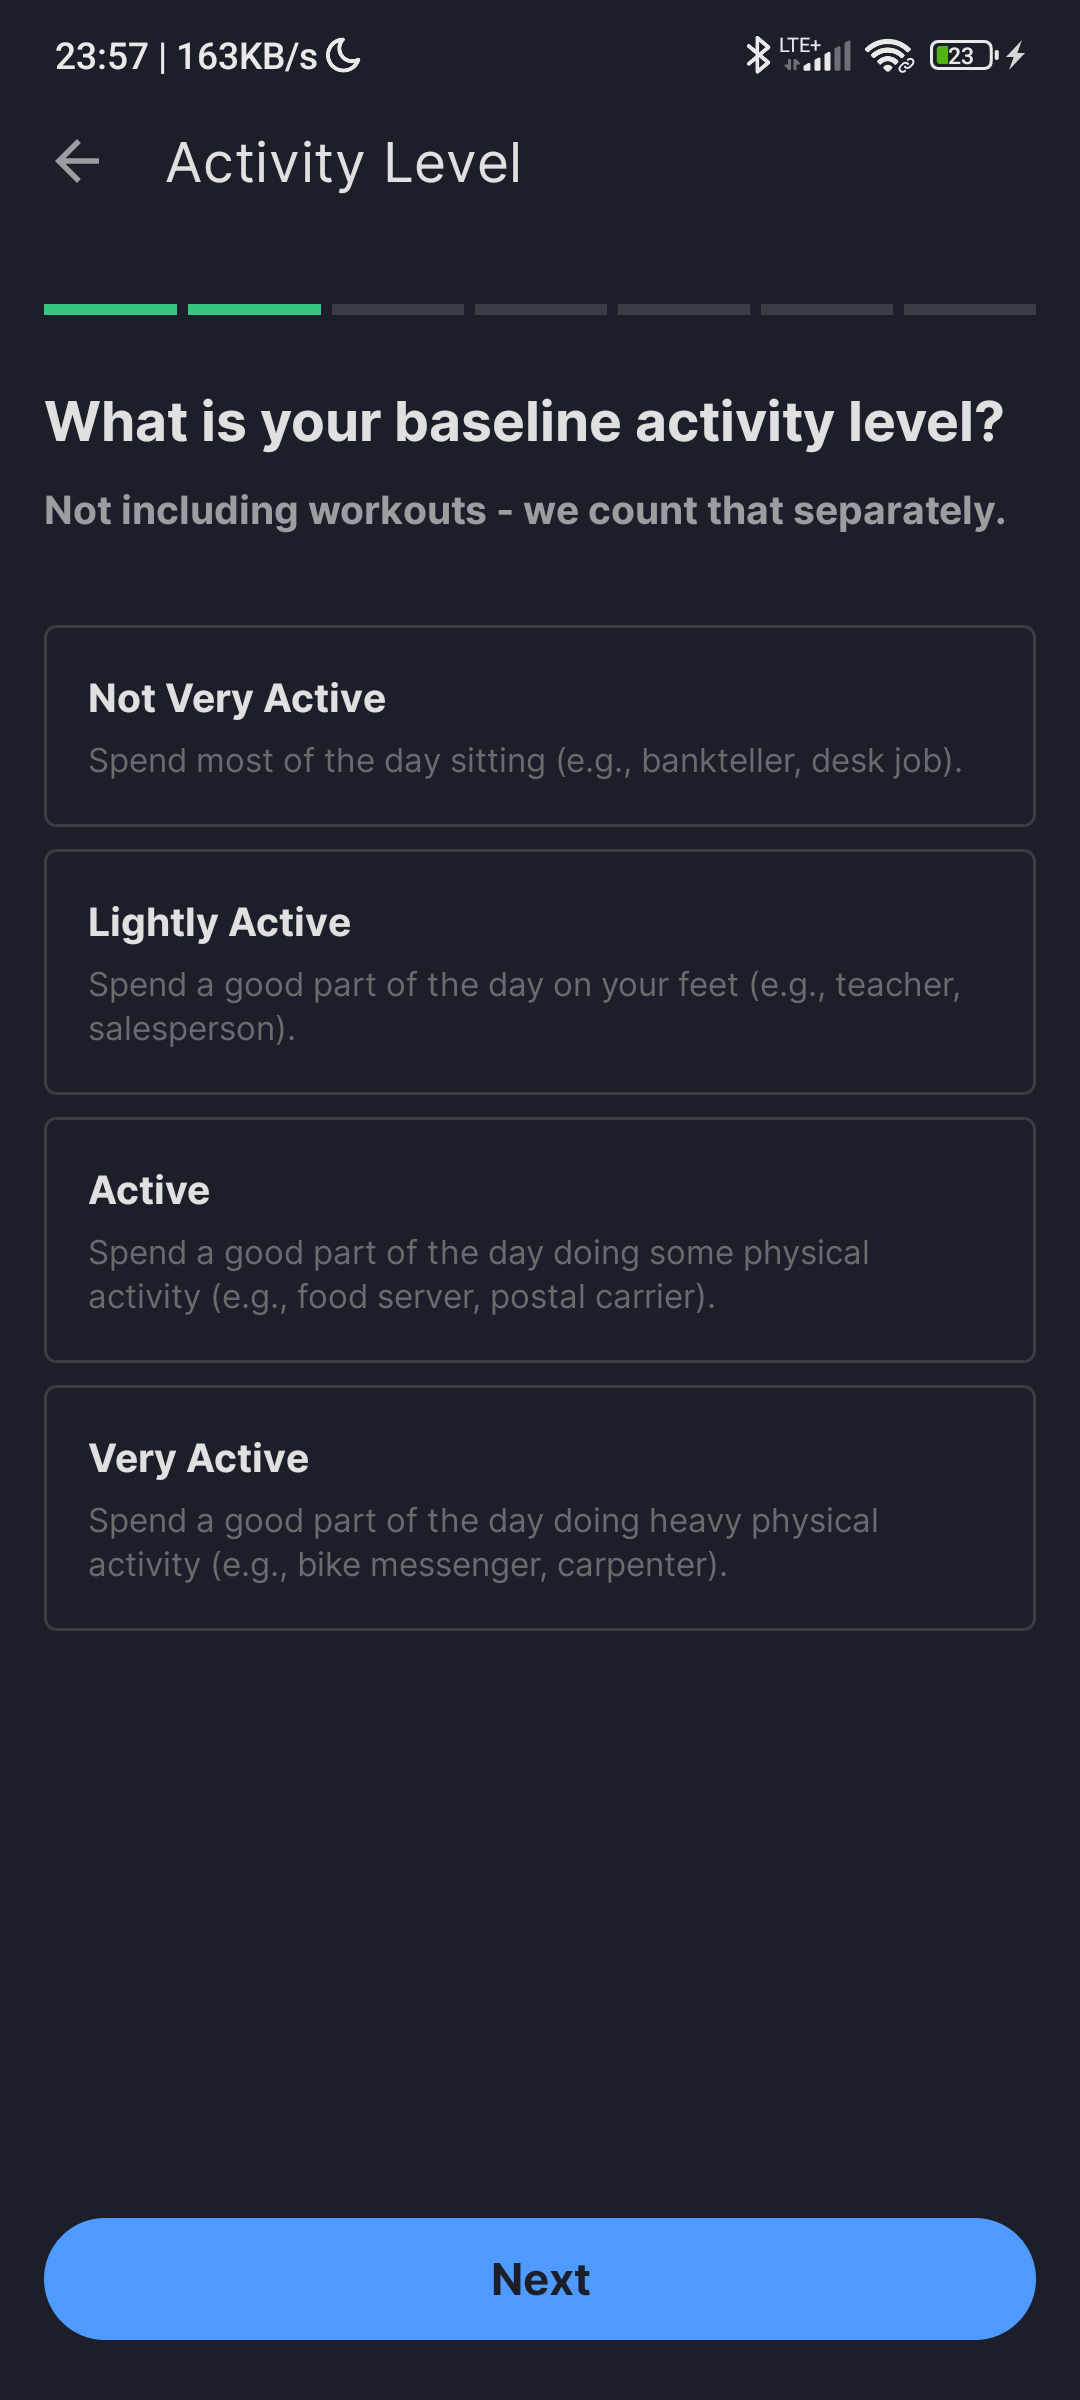 23:57 | 163KB/s
LTE+
23
Activity Level
What is your baseline activity level?
Not including workouts - we count that separately.
Not Very Active
Spend most of the day sitting (e.g., bankteller, desk job).
Lightly Active
Spend a good part of the day on your feet (e.g., teacher,
salesperson).
Active
Spend a good part of the day doing some physical
activity (e.g., food server, postal carrier).
Very Active
Spend a good part of the day doing heavy physical
activity (e.g., bike messenger, carpenter).
Next